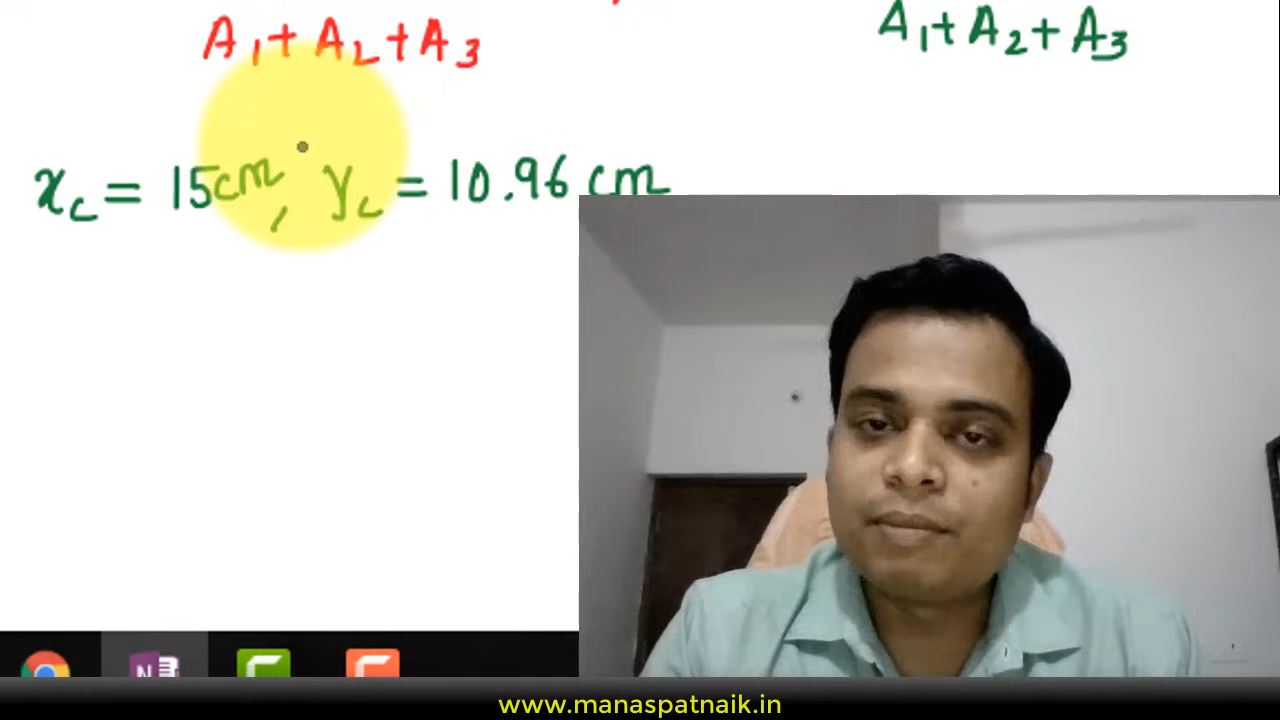 A1 + A2 + A3
A1 + A2 + A3
xc = 15cm, yc = 10.96 cm
N
www.manaspatnaik.in